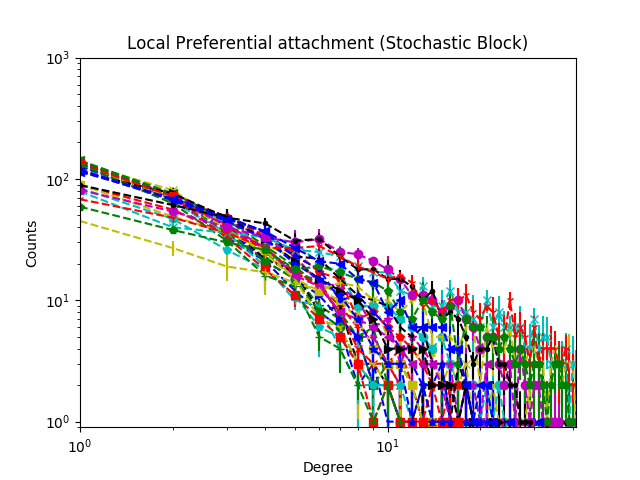 Local Preferential attachment (Stochastic Block)
10³
10²
10¹
10⁰
Counts
10⁰
10¹
Degree